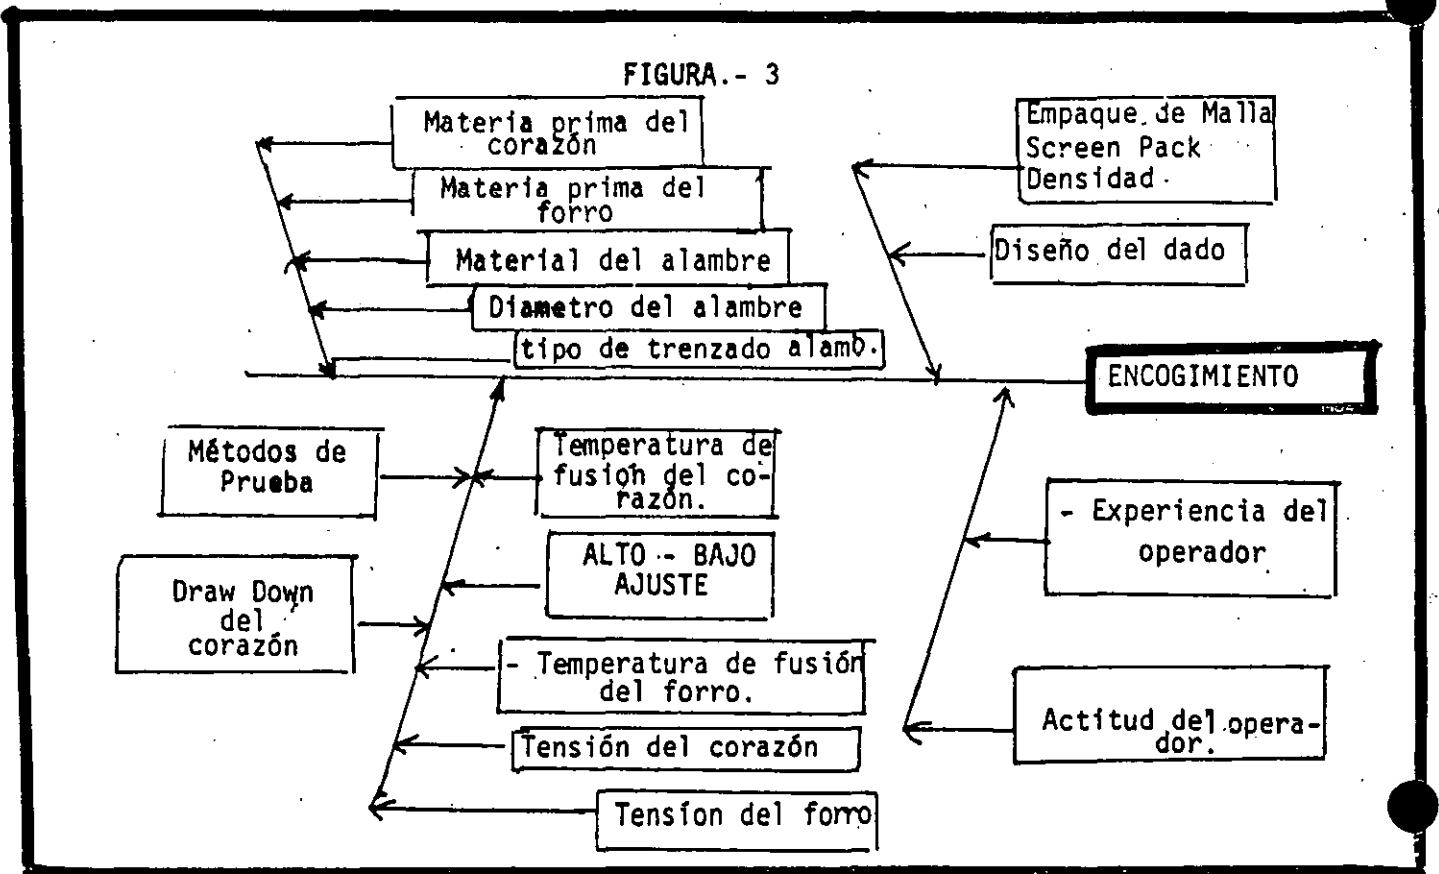 FIGURA.- 3
Materia prima del
corazón
Materia prima del
forro
Material del alambre
Diametro del alambre
tipo de trenzado alamb.
Empaque de Malla
Screen Pack
Densidad
Diseño del dado
ENCOGIMIENTO
Métodos de
Prueba
Draw Down
del
corazón
Temperatura de
fusión del co-
razón.
ALTO - BAJO
AJUSTE
- Temperatura de fusión
del forro.
Tensión del corazón
Tension del forro
- Experiencia del
operador
Actitud del opera-
dor.